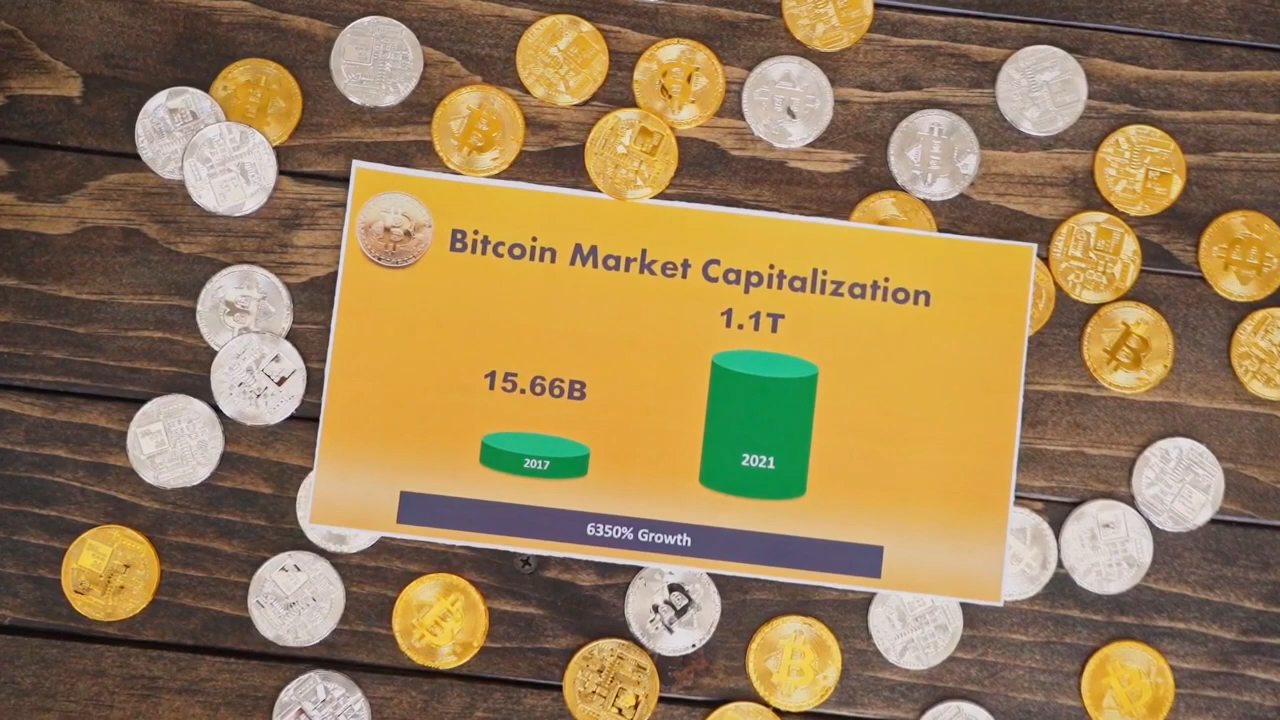 Bitcoin Market Capitalization
1.1T
15.66B
2017
2021
6350% Growth